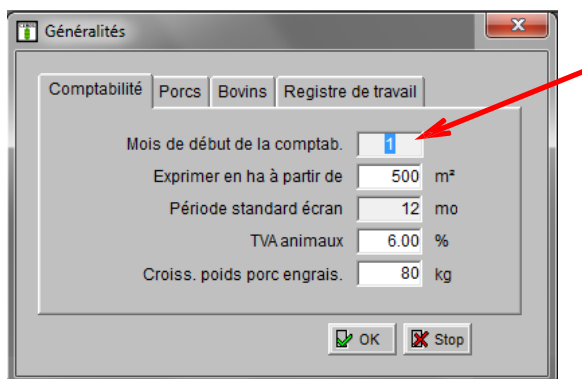 Généralités
Comptabilité Porcs Bovins Registre de travail
Mois de début de la comptab. 1
Exprimer en ha à partir de 500 m²
Période standard écran 12 mo
TVA animaux 6.00 %
Croiss. poids porc engrais. 80 kg
OK Stop